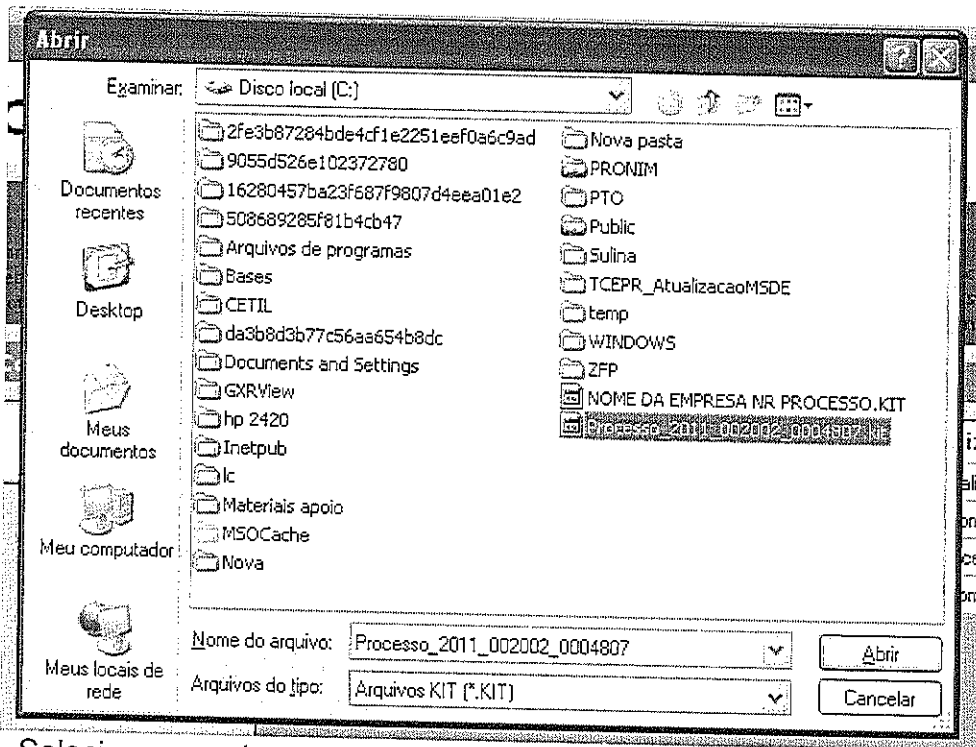 Abrir
Examinar: Disco local (C:)
Documentos
recentes
Desktop
Meus
documentos
Meu computador
Meus locais de
rede
2fe3b87284bde4cf1e2251eef0a6c9ad
9055d526e102372780
16280457ba23f687f9807d4eea01e2
508689285f81b4cb47
Arquivos de programas
Bases
CETIL
da3b8d3b77c56aa654b8dc
Documents and Settings
GXRView
hp 2420
Inetpub
lc
Materiais apoio
MSOCache
Nova
Nova pasta
PRONIM
PTO
Public
Sulina
TCEPR_AtualizacaoMSDE
temp
WINDOWS
ZFP
NOME DA EMPRESA NR PROCESSO.KIT
Processo_2011_002002_0004807.KIT
Nome do arquivo: Processo_2011_002002_0004807
Abrir
Arquivos do tipo: Arquivos KIT (*.KIT)
Cancelar